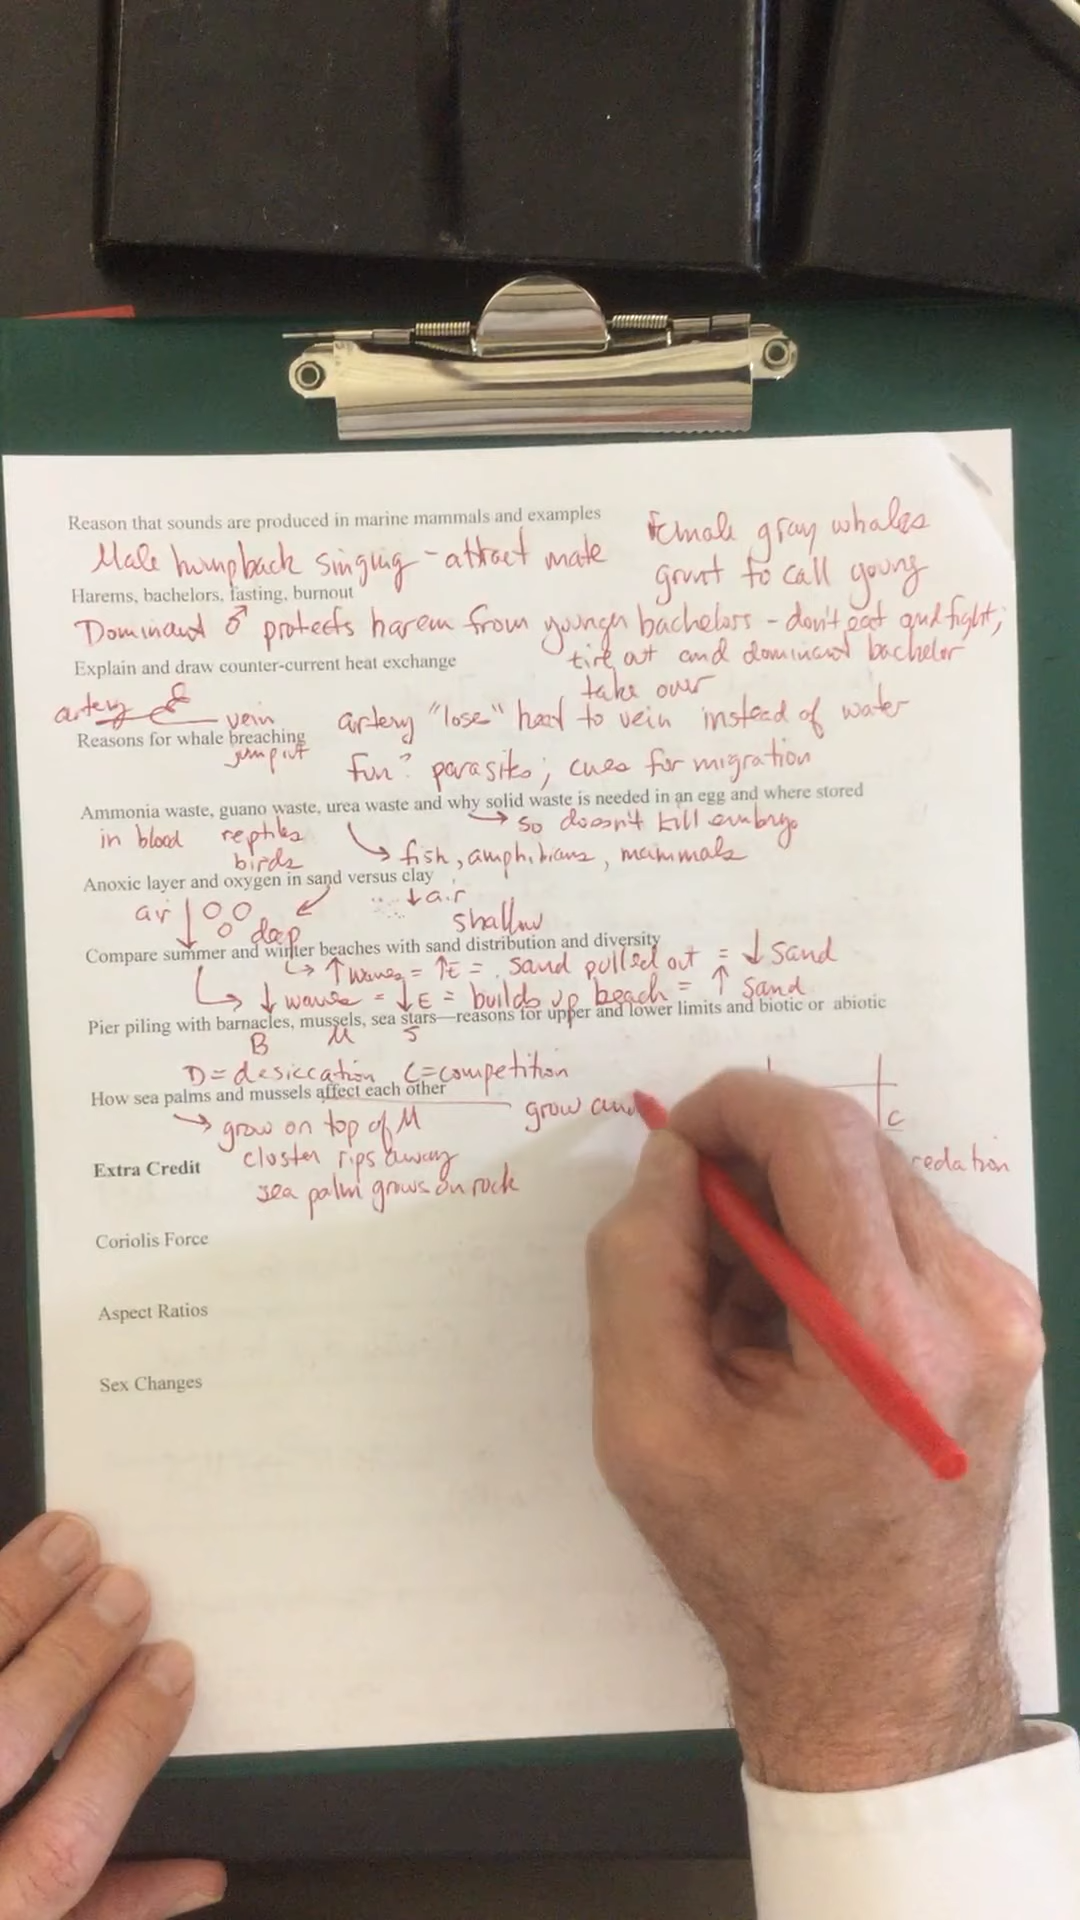 Reason that sounds are produced in marine mammals and examples
Male humpback singing - attract mate
Female gray whales
grunt to call young
Harems, bachelors, fasting, burnout
Dominant ♂ protects harem from younger bachelors - don't eat and fight;
tire out and dominant bachelor
take over
Explain and draw counter-current heat exchange
artery
vein
artery "lose" heat to vein instead of water
Reasons for whale breaching
jump out
fun? parasites; cues for migration
Ammonia waste, guano waste, urea waste and why solid waste is needed in an egg and where stored
in blood
reptiles
birds
→ so doesn't kill embryo
→ fish, amphibians, mammals
Anoxic layer and oxygen in sand versus clay
air ↓
deep
↓ air
shallow
Compare summer and winter beaches with sand distribution and diversity
→ ↑ waves = ↑E = sand pulled out = ↓ sand
→ ↓ waves = ↓E = builds up beach = ↑ sand
Pier piling with barnacles, mussels, sea stars—reasons for upper and lower limits and biotic or abiotic
B M S
D = desiccation C = competition
C
redation
How sea palms and mussels affect each other
→ grow on top of M
cluster rips away
sea palm grows on rock
grow and
Extra Credit
Coriolis Force
Aspect Ratios
Sex Changes